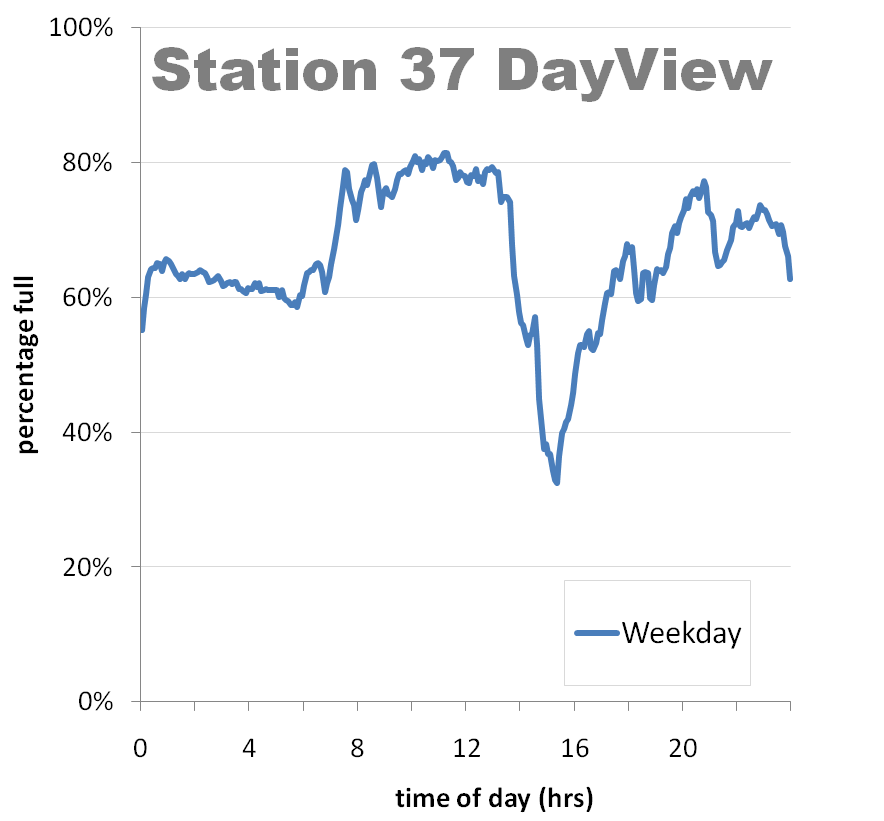 Station 37 DayView
100%
80%
60%
40%
20%
0%
percentage full
0 4 8 12 16 20
time of day (hrs)
Weekday